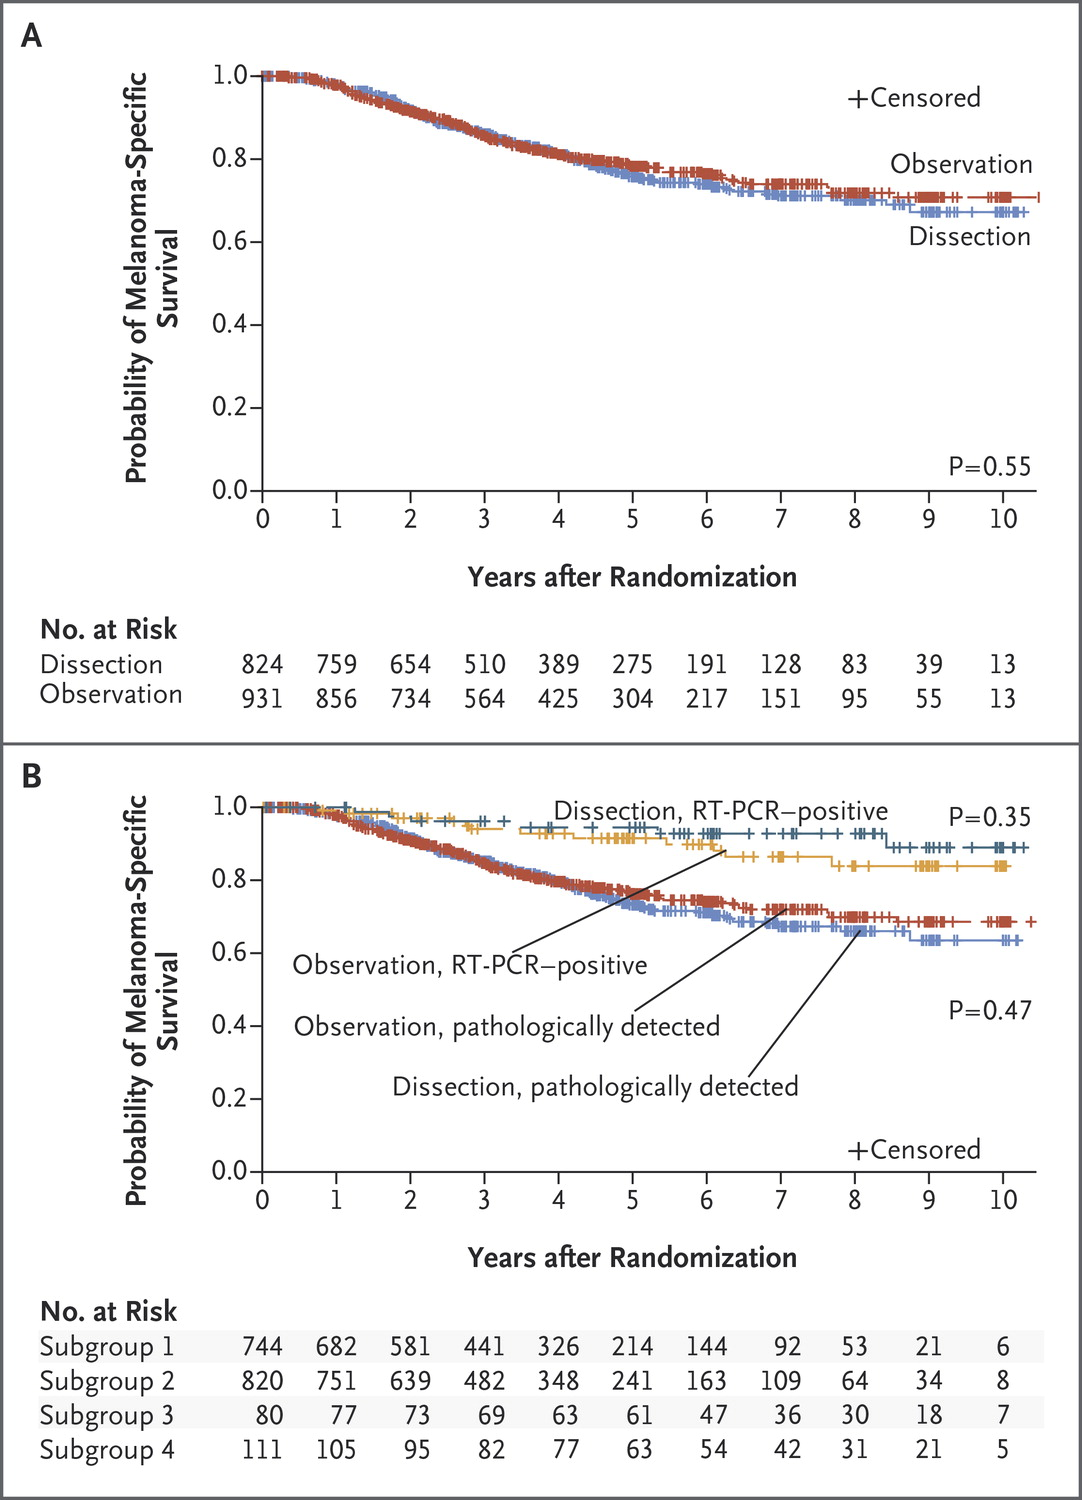 A
Probability of Melanoma-Specific
Survival
1.0
0.8
0.6
0.4
0.2
0.0
+Censored
Observation
Dissection
P=0.55
0 1 2 3 4 5 6 7 8 9 10
Years after Randomization
No. at Risk
Dissection 824 759 654 510 389 275 191 128 83 39 13
Observation 931 856 734 564 425 304 217 151 95 55 13
B
Probability of Melanoma-Specific
Survival
1.0
0.8
0.6
0.4
0.2
0.0
Dissection, RT-PCR–positive
P=0.35
Observation, RT-PCR–positive
P=0.47
Observation, pathologically detected
Dissection, pathologically detected
+Censored
0 1 2 3 4 5 6 7 8 9 10
Years after Randomization
No. at Risk
Subgroup 1 744 682 581 441 326 214 144 92 53 21 6
Subgroup 2 820 751 639 482 348 241 163 109 64 34 8
Subgroup 3 80 77 73 69 63 61 47 36 30 18 7
Subgroup 4 111 105 95 82 77 63 54 42 31 21 5